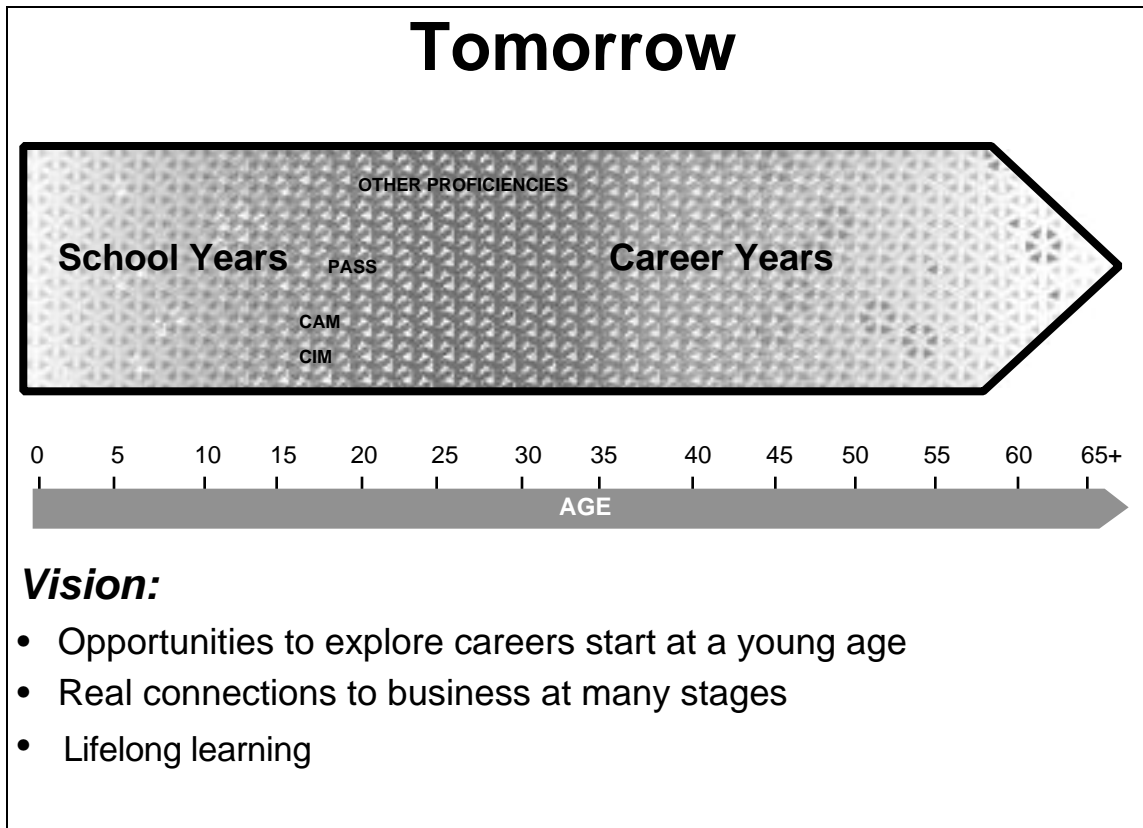 Tomorrow
OTHER PROFICIENCIES
School Years PASS Career Years
CAM
CIM
0 5 10 15 20 25 30 35 40 45 50 55 60 65+
AGE
Vision:
• Opportunities to explore careers start at a young age
• Real connections to business at many stages
• Lifelong learning